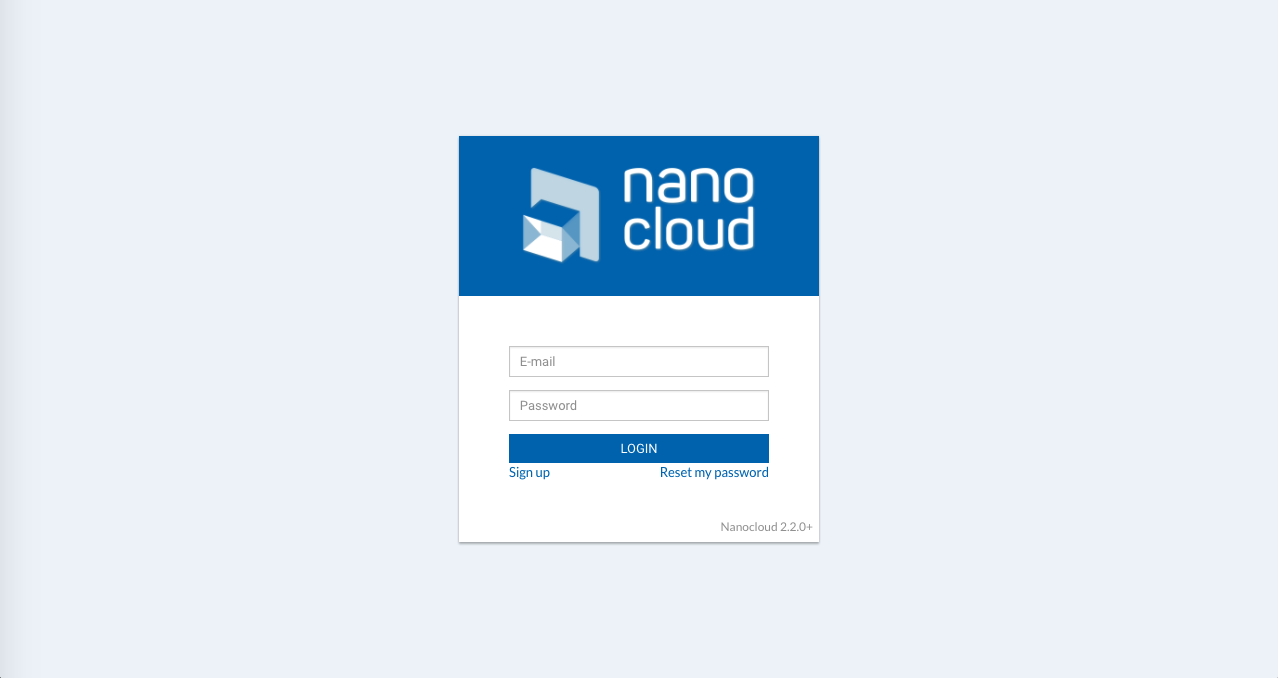 nano
cloud
E-mail
Password
LOGIN
Sign up
Reset my password
Nanocloud 2.2.0+